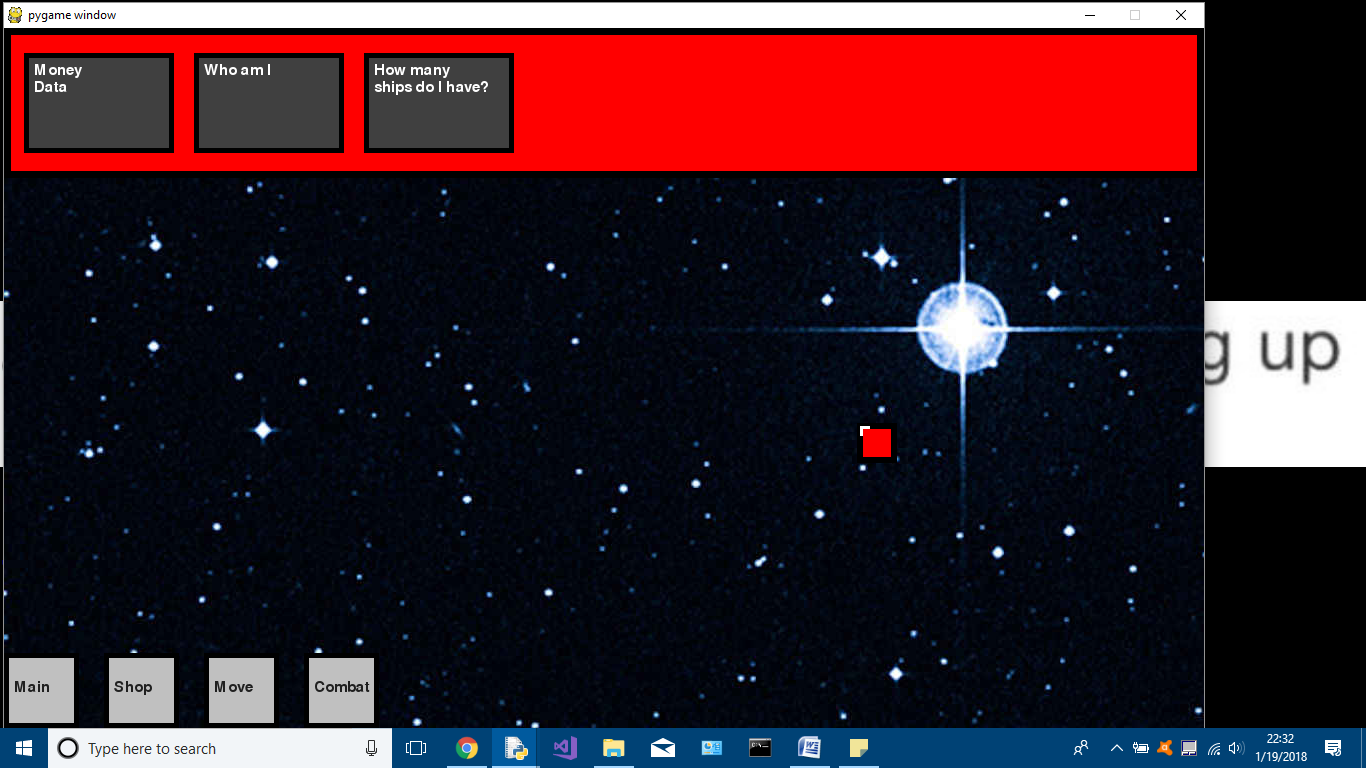 pygame window
Money
Data
Who am I
How many
ships do I have?
g up
Main
Shop
Move
Combat
Type here to search
22:32
1/19/2018